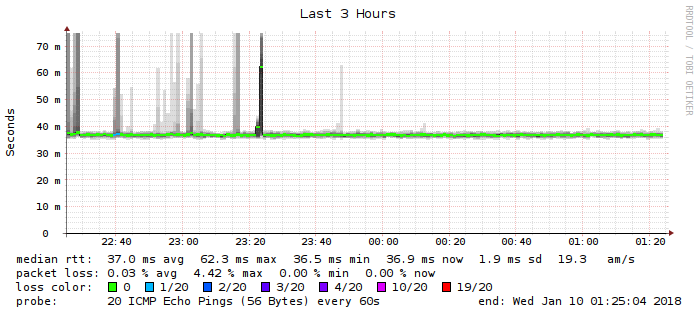 Last 3 Hours
RRDTOOL / TOBI OETIKER
Seconds
70 m
60 m
50 m
40 m
30 m
20 m
10 m
0
22:40 23:00 23:20 23:40 00:00 00:20 00:40 01:00 01:20
median rtt: 37.0 ms avg 62.3 ms max 36.5 ms min 36.9 ms now 1.9 ms sd 19.3 am/s
packet loss: 0.03 % avg 4.42 % max 0.00 % min 0.00 % now
loss color: 0 1/20 2/20 3/20 4/20 10/20 19/20
probe: 20 ICMP Echo Pings (56 Bytes) every 60s end: Wed Jan 10 01:25:04 2018